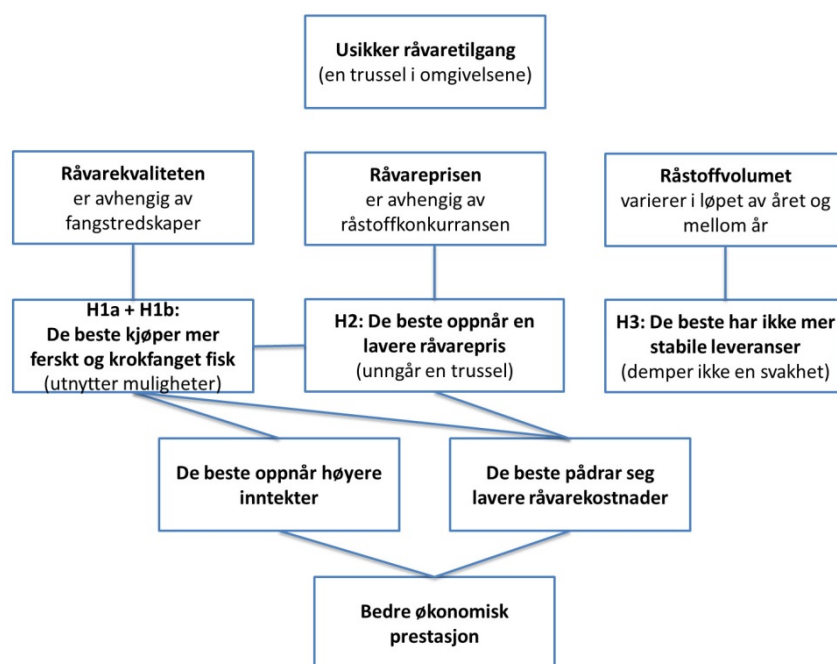 Usikker råvaretilgang
(en trussel i omgivelsene)
Råvarekvaliteten
er avhengig av
fangstredskaper
Råvareprisen
er avhengig av
råstoffkonkurransen
Råstoffvolumet
varierer i løpet av året og
mellom år
H1a + H1b:
De beste kjøper mer
ferskt og krokfanget fisk
(utnytter muligheter)
H2: De beste oppnår en
lavere råvarepris
(unngår en trussel)
H3: De beste har ikke mer
stabile leveranser
(demper ikke en svakhet)
De beste oppnår høyere
inntekter
De beste pådrar seg
lavere råvarekostnader
Bedre økonomisk
prestasjon